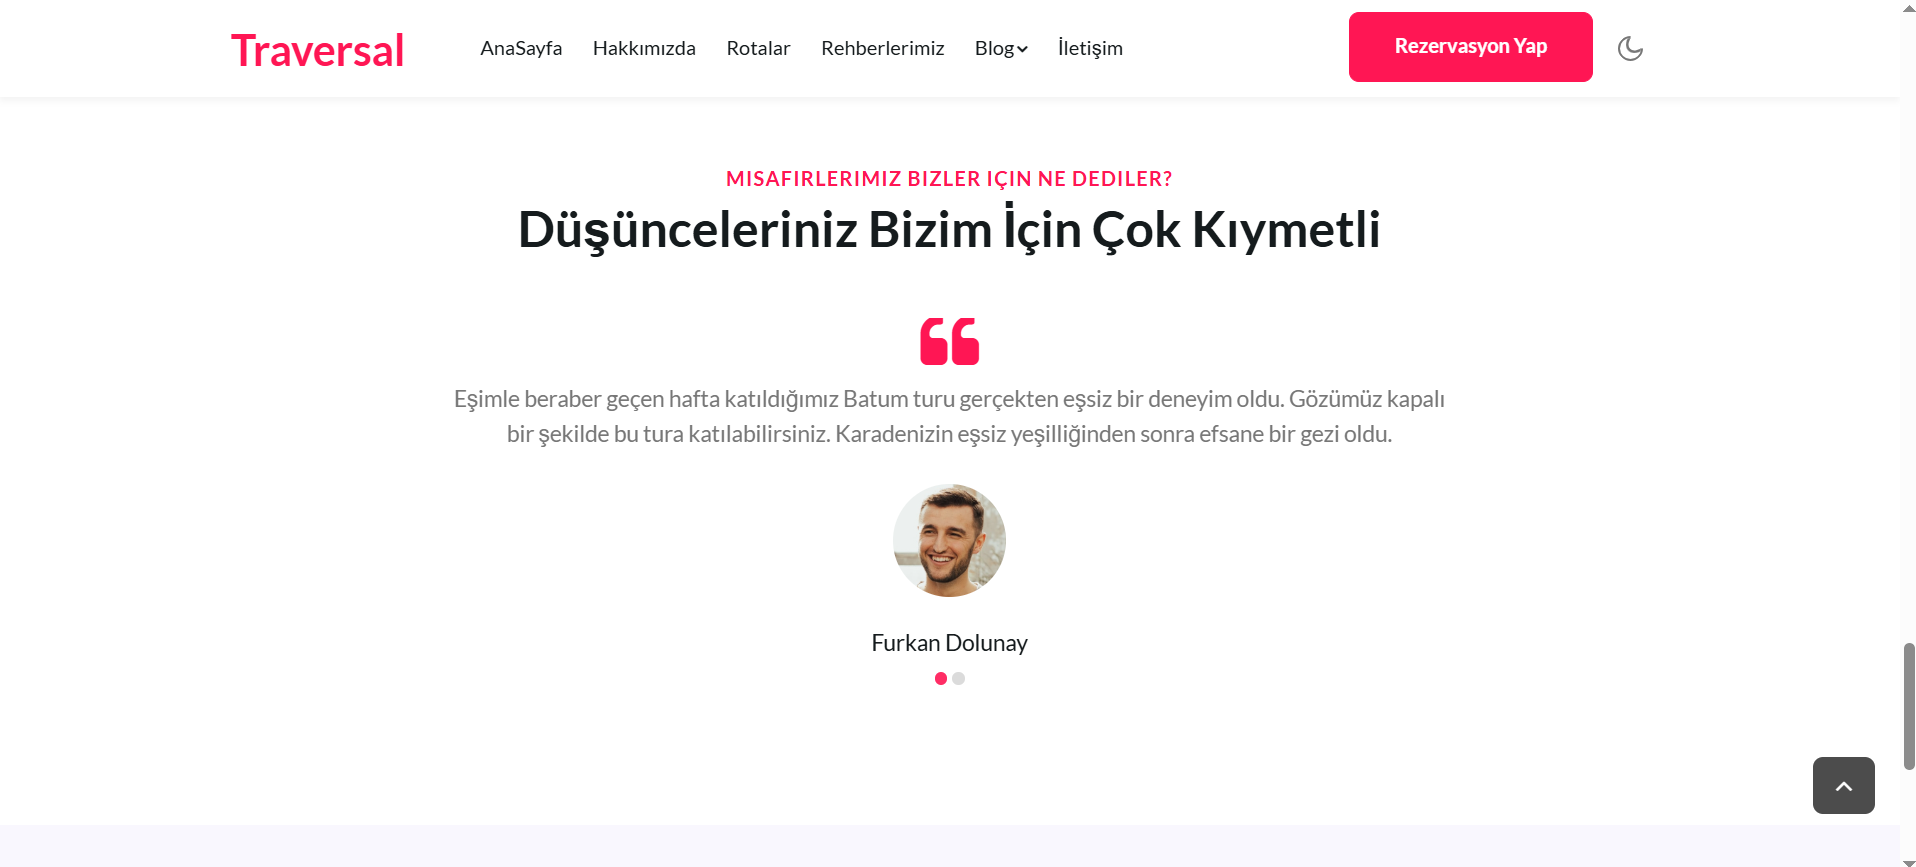 Traversal
AnaSayfa Hakkımızda Rotalar Rehberlerimiz Blog İletişim
Rezervasyon Yap
MISAFIRLERIMIZ BIZLER IÇIN NE DEDILER?
Düşünceleriniz Bizim İçin Çok Kıymetli
Eşimle beraber geçen hafta katıldığımız Batum turu gerçekten eşsiz bir deneyim oldu. Gözümüz kapalı
bir şekilde bu tura katılabilirsiniz. Karadenizin eşsiz yeşilliğinden sonra efsane bir gezi oldu.
Furkan Dolunay